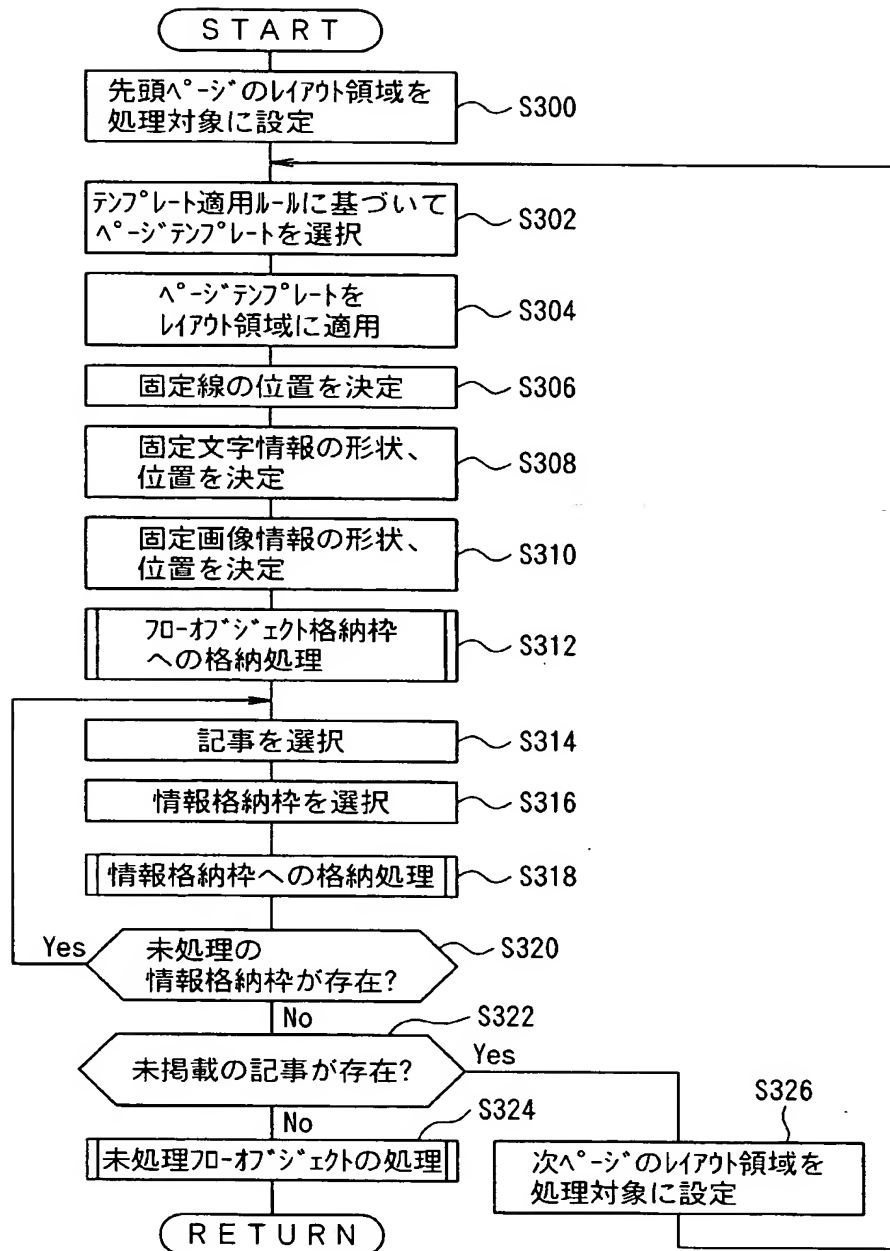 START
先頭ﾍﾟｰｼﾞのﾚｲｱｳﾄ領域を
処理対象に設定
S300
ﾃﾝﾌﾟﾚｰﾄ適用ﾙｰﾙに基づいて
ﾍﾟｰｼﾞﾃﾝﾌﾟﾚｰﾄを選択
S302
ﾍﾟｰｼﾞﾃﾝﾌﾟﾚｰﾄを
ﾚｲｱｳﾄ領域に適用
S304
固定線の位置を決定
S306
固定文字情報の形状、
位置を決定
S308
固定画像情報の形状、
位置を決定
S310
ﾌﾛｰｵﾌﾞｼﾞｪｸﾄ格納枠
への格納処理
S312
記事を選択
S314
情報格納枠を選択
S316
情報格納枠への格納処理
S318
Yes
未処理の
情報格納枠が存在?
S320
No
S322
未掲載の記事が存在?
Yes
No
S324
未処理ﾌﾛｰｵﾌﾞｼﾞｪｸﾄの処理
S326
次ﾍﾟｰｼﾞのﾚｲｱｳﾄ領域を
処理対象に設定
RETURN